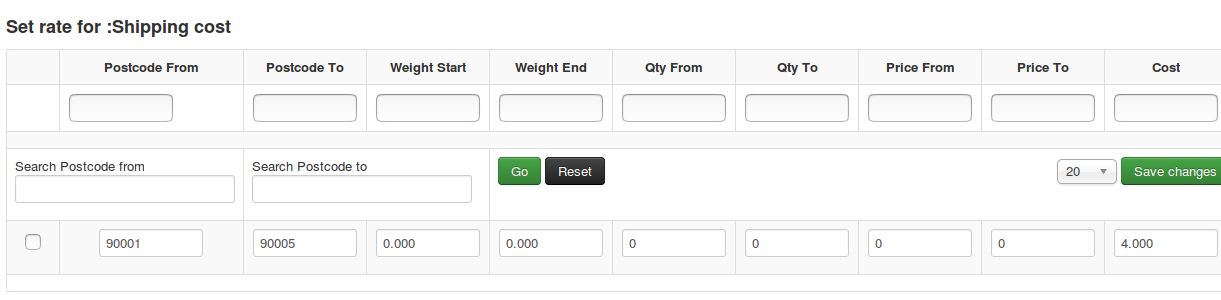 Set rate for :Shipping cost
Postcode From Postcode To Weight Start Weight End Qty From Qty To Price From Price To Cost
Search Postcode from Search Postcode to Go Reset 20 Save changes
90001 90005 0.000 0.000 0 0 0 0 4.000